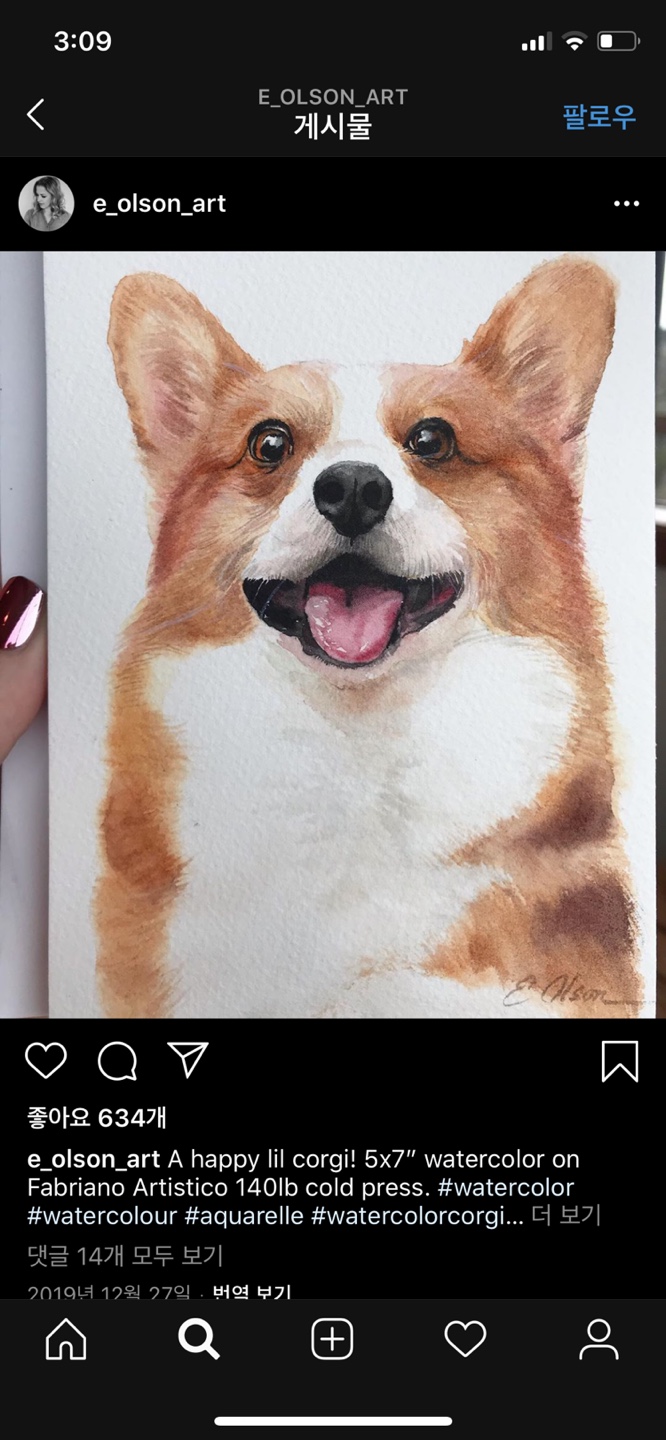 3:09
E_OLSON_ART
게시물
팔로우
e_olson_art
E Olson
좋아요 634개
e_olson_art A happy lil corgi! 5x7” watercolor on
Fabriano Artistico 140lb cold press. #watercolor
#watercolour #aquarelle #watercolorcorgi... 더 보기
댓글 14개 모두 보기
2019년 12월 27일 · 번역 보기